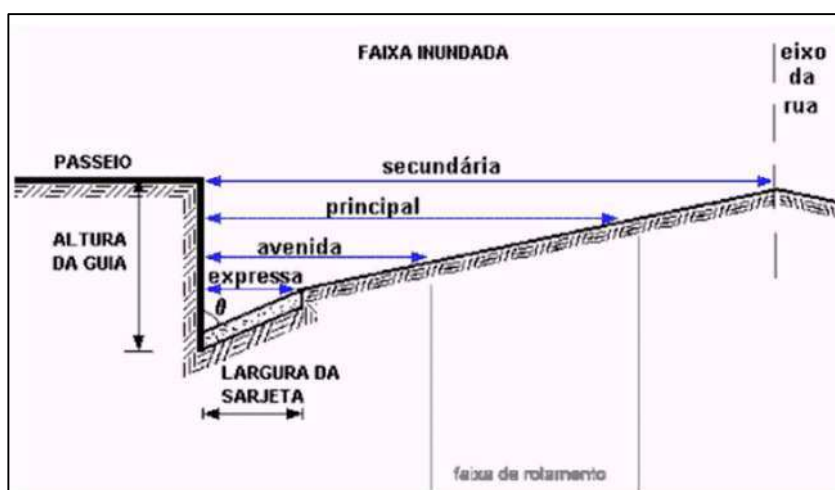 FAIXA INUNDADA
eixo
da
rua
PASSEIO
secundária
principal
ALTURA
DA GUIA
avenida
expressa
θ
LARGURA DA
SARJETA
faixa de rolamento